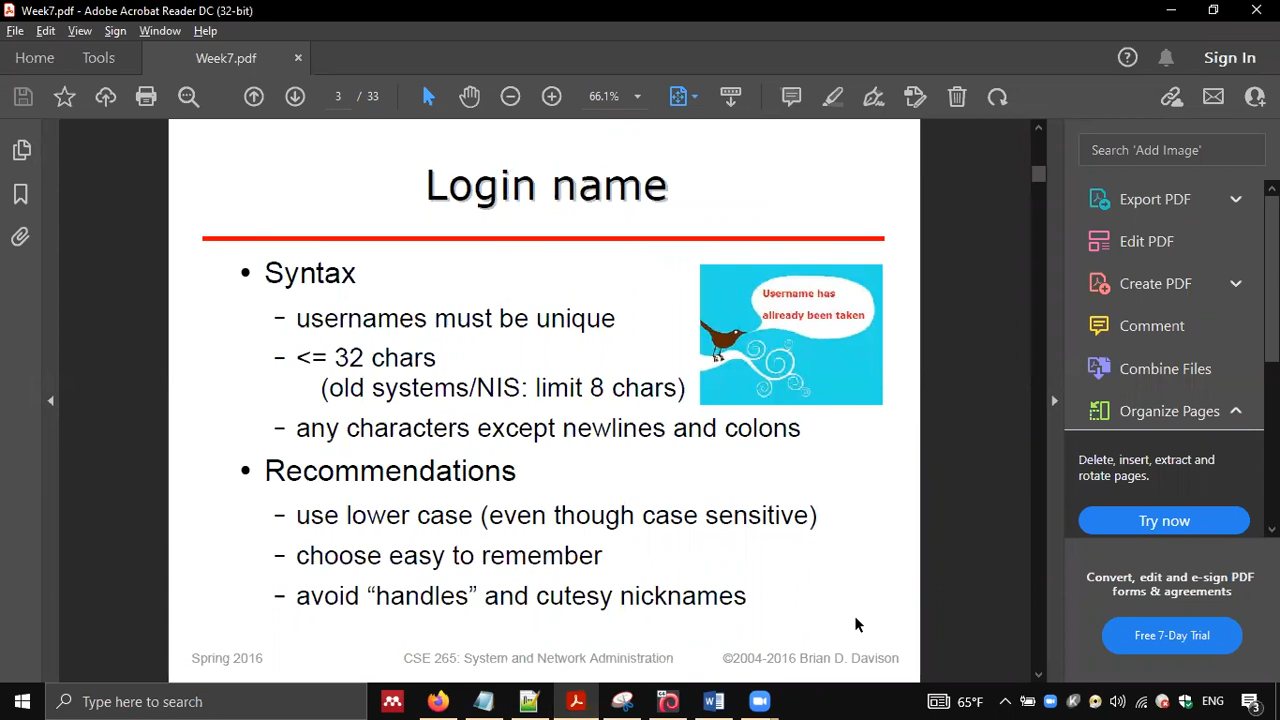 Week7.pdf - Adobe Acrobat Reader DC (32-bit)
File Edit View Sign Window Help
Home Tools Week7.pdf × Sign In
3 / 33 66.1%
Search 'Add Image'
Login name
• Syntax
– usernames must be unique
– <= 32 chars
(old systems/NIS: limit 8 chars)
– any characters except newlines and colons
Username has
allready been taken
• Recommendations
– use lower case (even though case sensitive)
– choose easy to remember
– avoid “handles” and cutesy nicknames
Spring 2016 CSE 265: System and Network Administration ©2004-2016 Brian D. Davison
Export PDF
Edit PDF
Create PDF
Comment
Combine Files
Organize Pages
Delete, insert, extract and
rotate pages.
Try now
Convert, edit and e-sign PDF
forms & agreements
Free 7-Day Trial
Type here to search 65°F ENG 3